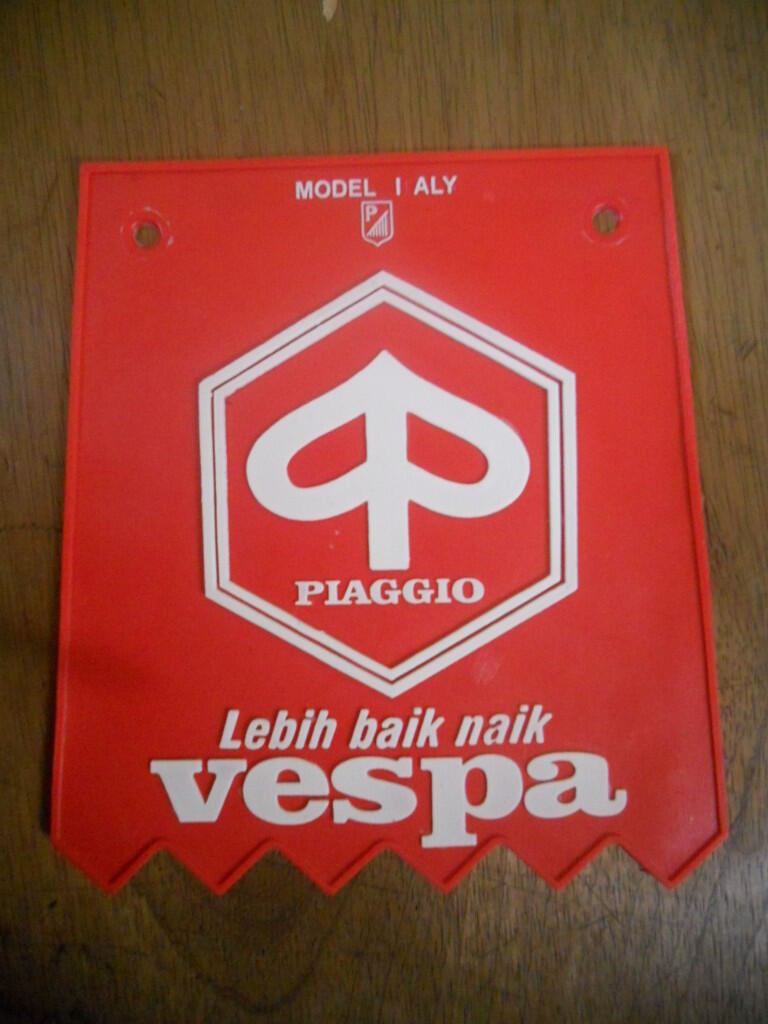 MODEL I ALY
P
PIAGGIO
Lebih baik naik
vespa